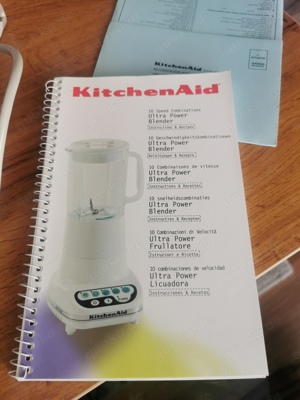 KitchenAid
KitchenAid
10 Speed Combinations
Ultra Power
Blender
Instructions & Recipes
10 Geschwindigkeitskombinationen
Ultra Power
Blender
10 Combinaisons de vitesse
Ultra Power
Blender
Instructions & Recettes
10 snelheidscombinaties
Ultra Power
Blender
Instructies & Recepten
10 Combinazioni di Velocità
Ultra Power
Frullatore
Istruzioni e Ricette
10 combinaciones de velocidad
Ultra Power
Licuadora
Instrucciones & Recetas
KitchenAid